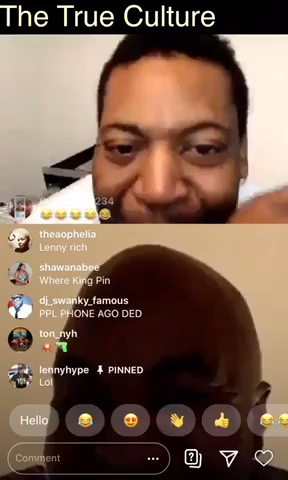 The True Culture
234
😂😂😂😂😂
theaophelia
Lenny rich
shawanabee
Where King Pin
dj_swanky_famous
PPL PHONE AGO DED
ton_nyh
💥🔫
lennyhype PINNED
Lol
Hello 😂 😍 👋 👍 😂
Comment ...